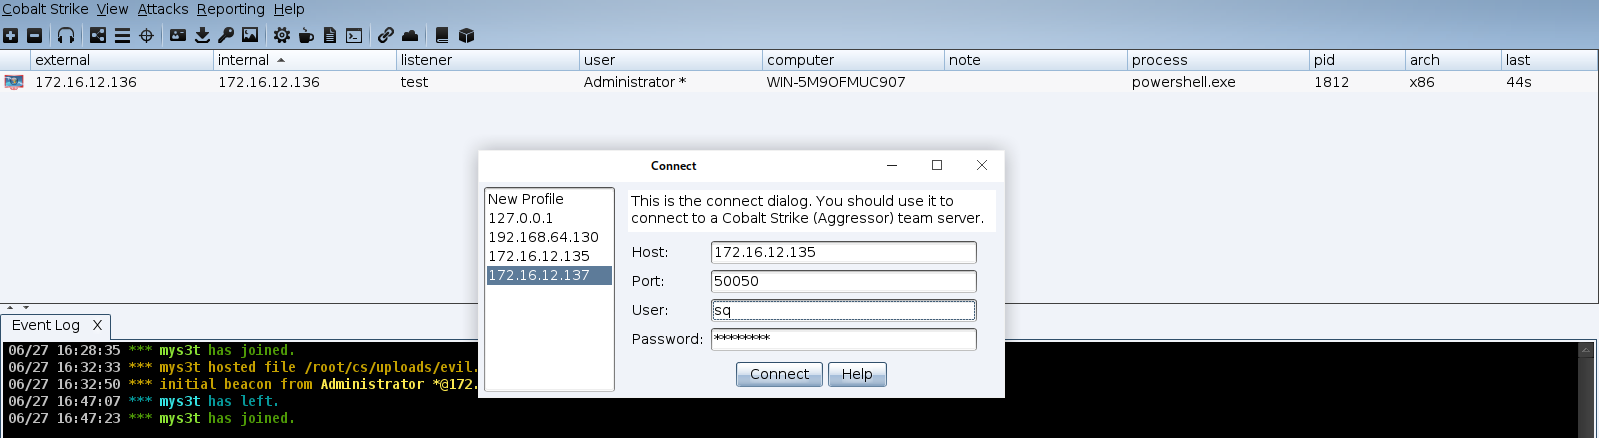 Cobalt Strike View Attacks Reporting Help
external internal listener user computer note process pid arch last
172.16.12.136 172.16.12.136 test Administrator * WIN-5M9OFMUC907 powershell.exe 1812 x86 44s
Connect
New Profile
127.0.0.1
192.168.64.130
172.16.12.135
172.16.12.137
This is the connect dialog. You should use it to
connect to a Cobalt Strike (Aggressor) team server.
Host: 172.16.12.135
Port: 50050
User: sq
Password: ********
Connect Help
Event Log X
06/27 16:28:35 *** mys3t has joined.
06/27 16:32:33 *** mys3t hosted file /root/cs/uploads/evil.
06/27 16:32:50 *** initial beacon from Administrator *@172.
06/27 16:47:07 *** mys3t has left.
06/27 16:47:23 *** mys3t has joined.